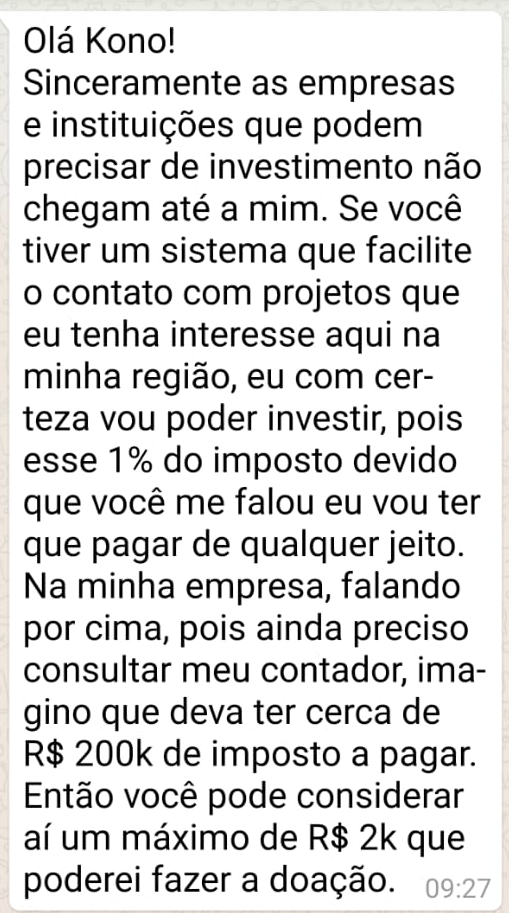 Olá Kono!
Sinceramente as empresas
e instituições que podem
precisar de investimento não
chegam até a mim. Se você
tiver um sistema que facilite
o contato com projetos que
eu tenha interesse aqui na
minha região, eu com cer-
teza vou poder investir, pois
esse 1% do imposto devido
que você me falou eu vou ter
que pagar de qualquer jeito.
Na minha empresa, falando
por cima, pois ainda preciso
consultar meu contador, ima-
gino que deva ter cerca de
R$ 200k de imposto a pagar.
Então você pode considerar
aí um máximo de R$ 2k que
poderei fazer a doação. 09:27